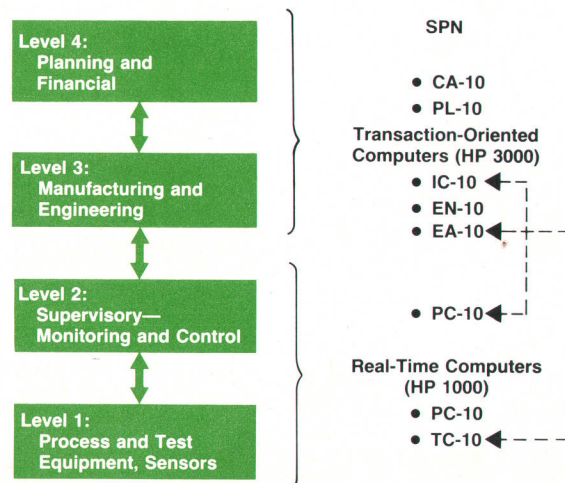 Level 4:
Planning and
Financial
Level 3:
Manufacturing and
Engineering
Level 2:
Supervisory—
Monitoring and Control
Level 1:
Process and Test
Equipment, Sensors
SPN
• CA-10
• PL-10
Transaction-Oriented
Computers (HP 3000)
• IC-10
• EN-10
• EA-10
• PC-10
Real-Time Computers
(HP 1000)
• PC-10
• TC-10